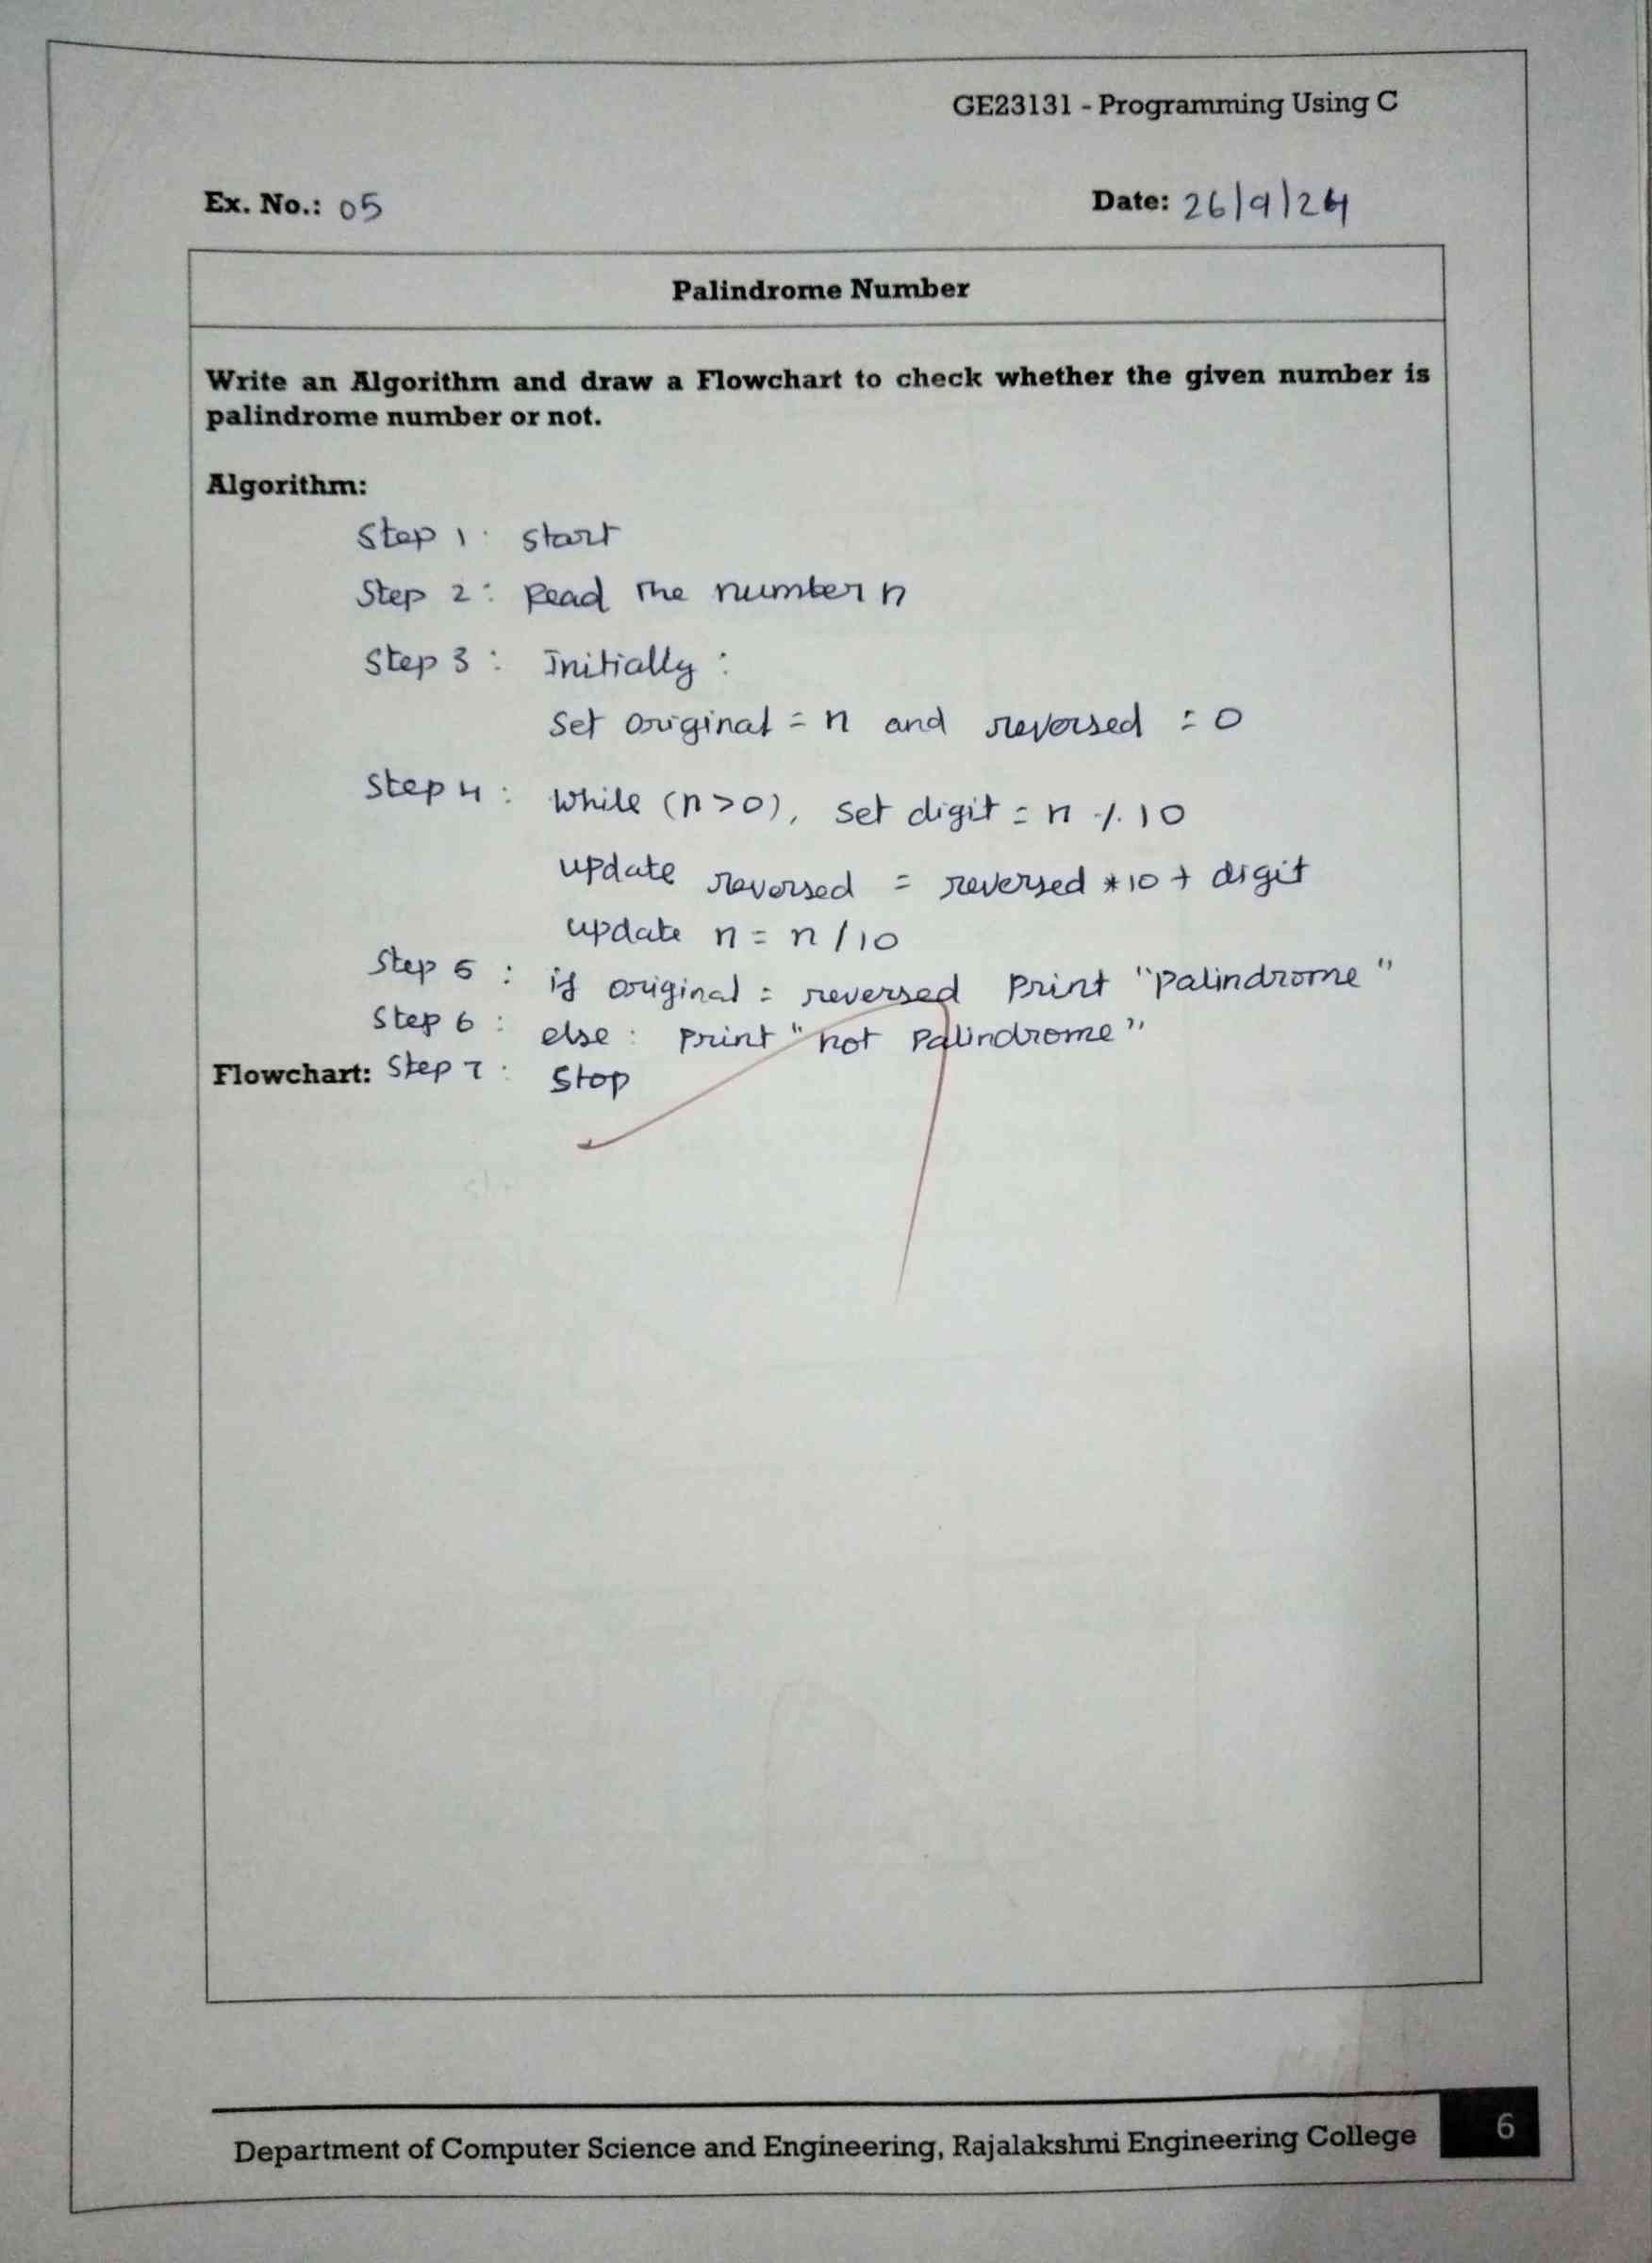 GE23131 - Programming Using C
Ex. No.: 05
Date: 26/9/24
Palindrome Number
Write an Algorithm and draw a Flowchart to check whether the given number is
palindrome number or not.
Algorithm:
Step 1: Start
Step 2: Read the number n
Step 3: Initially:
Set original = n and reversed = 0
Step 4: While (n>0), set digit = n % 10
update reversed = reversed * 10 + digit
update n = n / 10
Step 5: if original = reversed Print "Palindrome"
Step 6: else: Print "not Palindrome"
Flowchart: Step 7: Stop
Department of Computer Science and Engineering, Rajalakshmi Engineering College
6